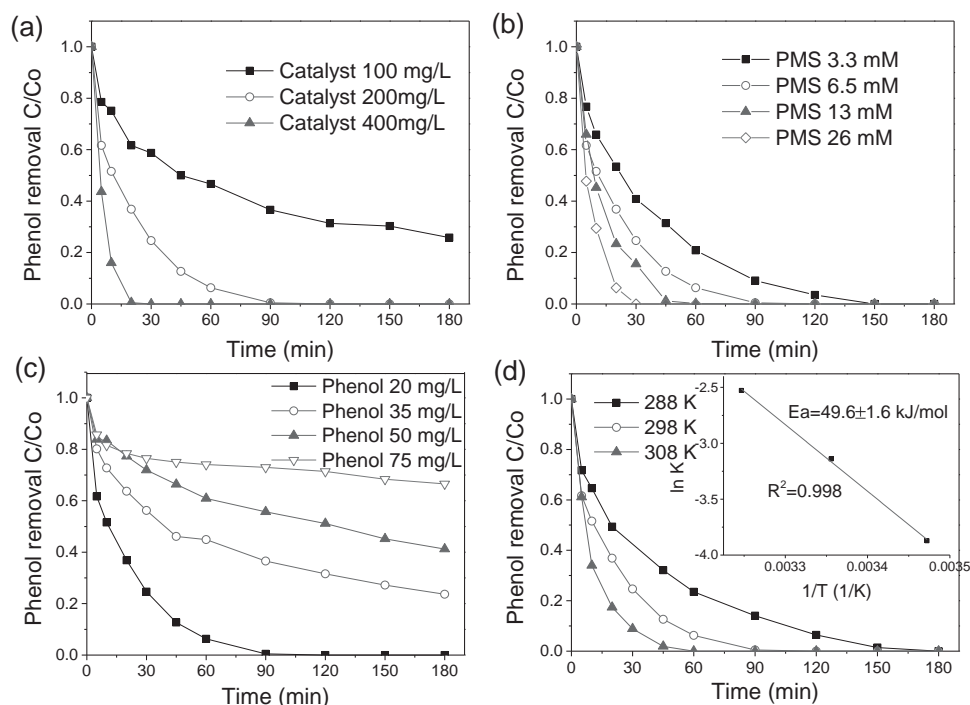 (a)
Phenol removal C/Co
1.0
0.8
0.6
0.4
0.2
0.0
Catalyst 100 mg/L
Catalyst 200mg/L
Catalyst 400mg/L
0 30 60 90 120 150 180
Time (min)
(b)
Phenol removal C/Co
1.0
0.8
0.6
0.4
0.2
0.0
PMS 3.3 mM
PMS 6.5 mM
PMS 13 mM
PMS 26 mM
0 30 60 90 120 150 180
Time (min)
(c)
Phenol removal C/Co
1.0
0.8
0.6
0.4
0.2
0.0
Phenol 20 mg/L
Phenol 35 mg/L
Phenol 50 mg/L
Phenol 75 mg/L
0 30 60 90 120 150 180
Time (min)
(d)
Phenol removal C/Co
1.0
0.8
0.6
0.4
0.2
0.0
288 K
298 K
308 K
ln K
-2.5
-3.0
-3.5
-4.0
Ea=49.6±1.6 kJ/mol
R²=0.998
0.0033 0.0034 0.0035
1/T (1/K)
0 30 60 90 120 150 180
Time (min)